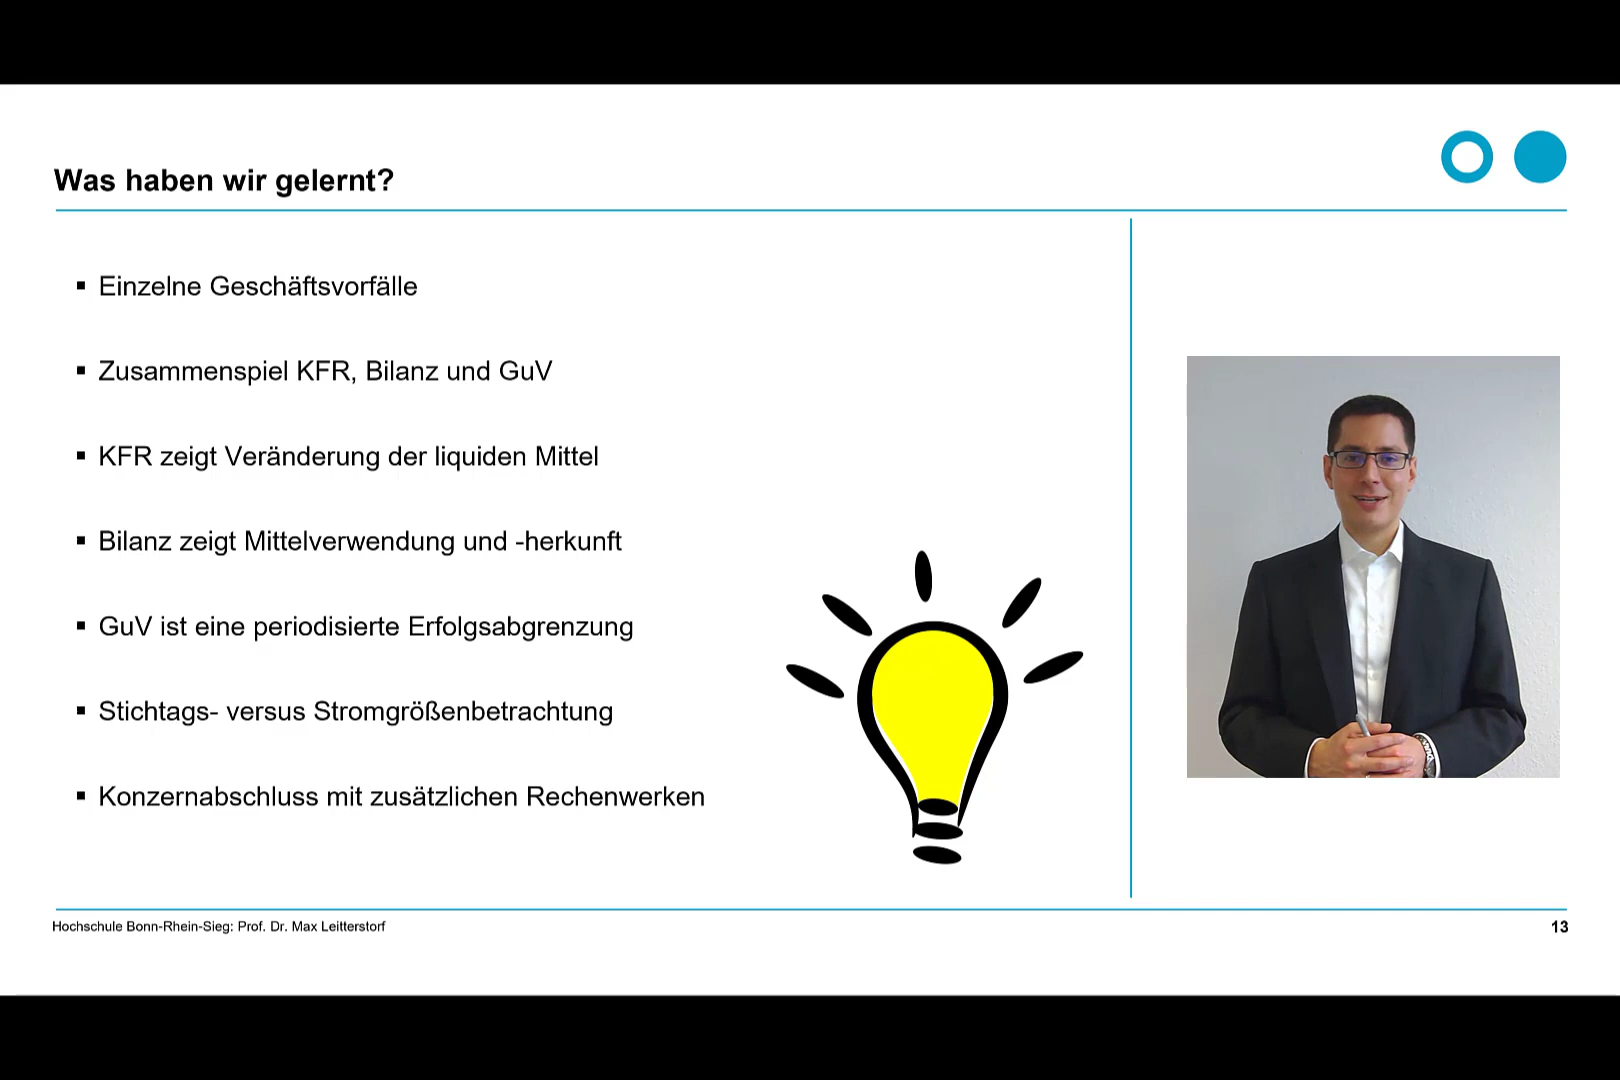 Was haben wir gelernt?
Einzelne Geschäftsvorfälle
Zusammenspiel KFR, Bilanz und GuV
KFR zeigt Veränderung der liquiden Mittel
Bilanz zeigt Mittelverwendung und -herkunft
GuV ist eine periodisierte Erfolgsabgrenzung
Stichtags- versus Stromgrößenbetrachtung
Konzernabschluss mit zusätzlichen Rechenwerken
Hochschule Bonn-Rhein-Sieg: Prof. Dr. Max Leitterstorf
13